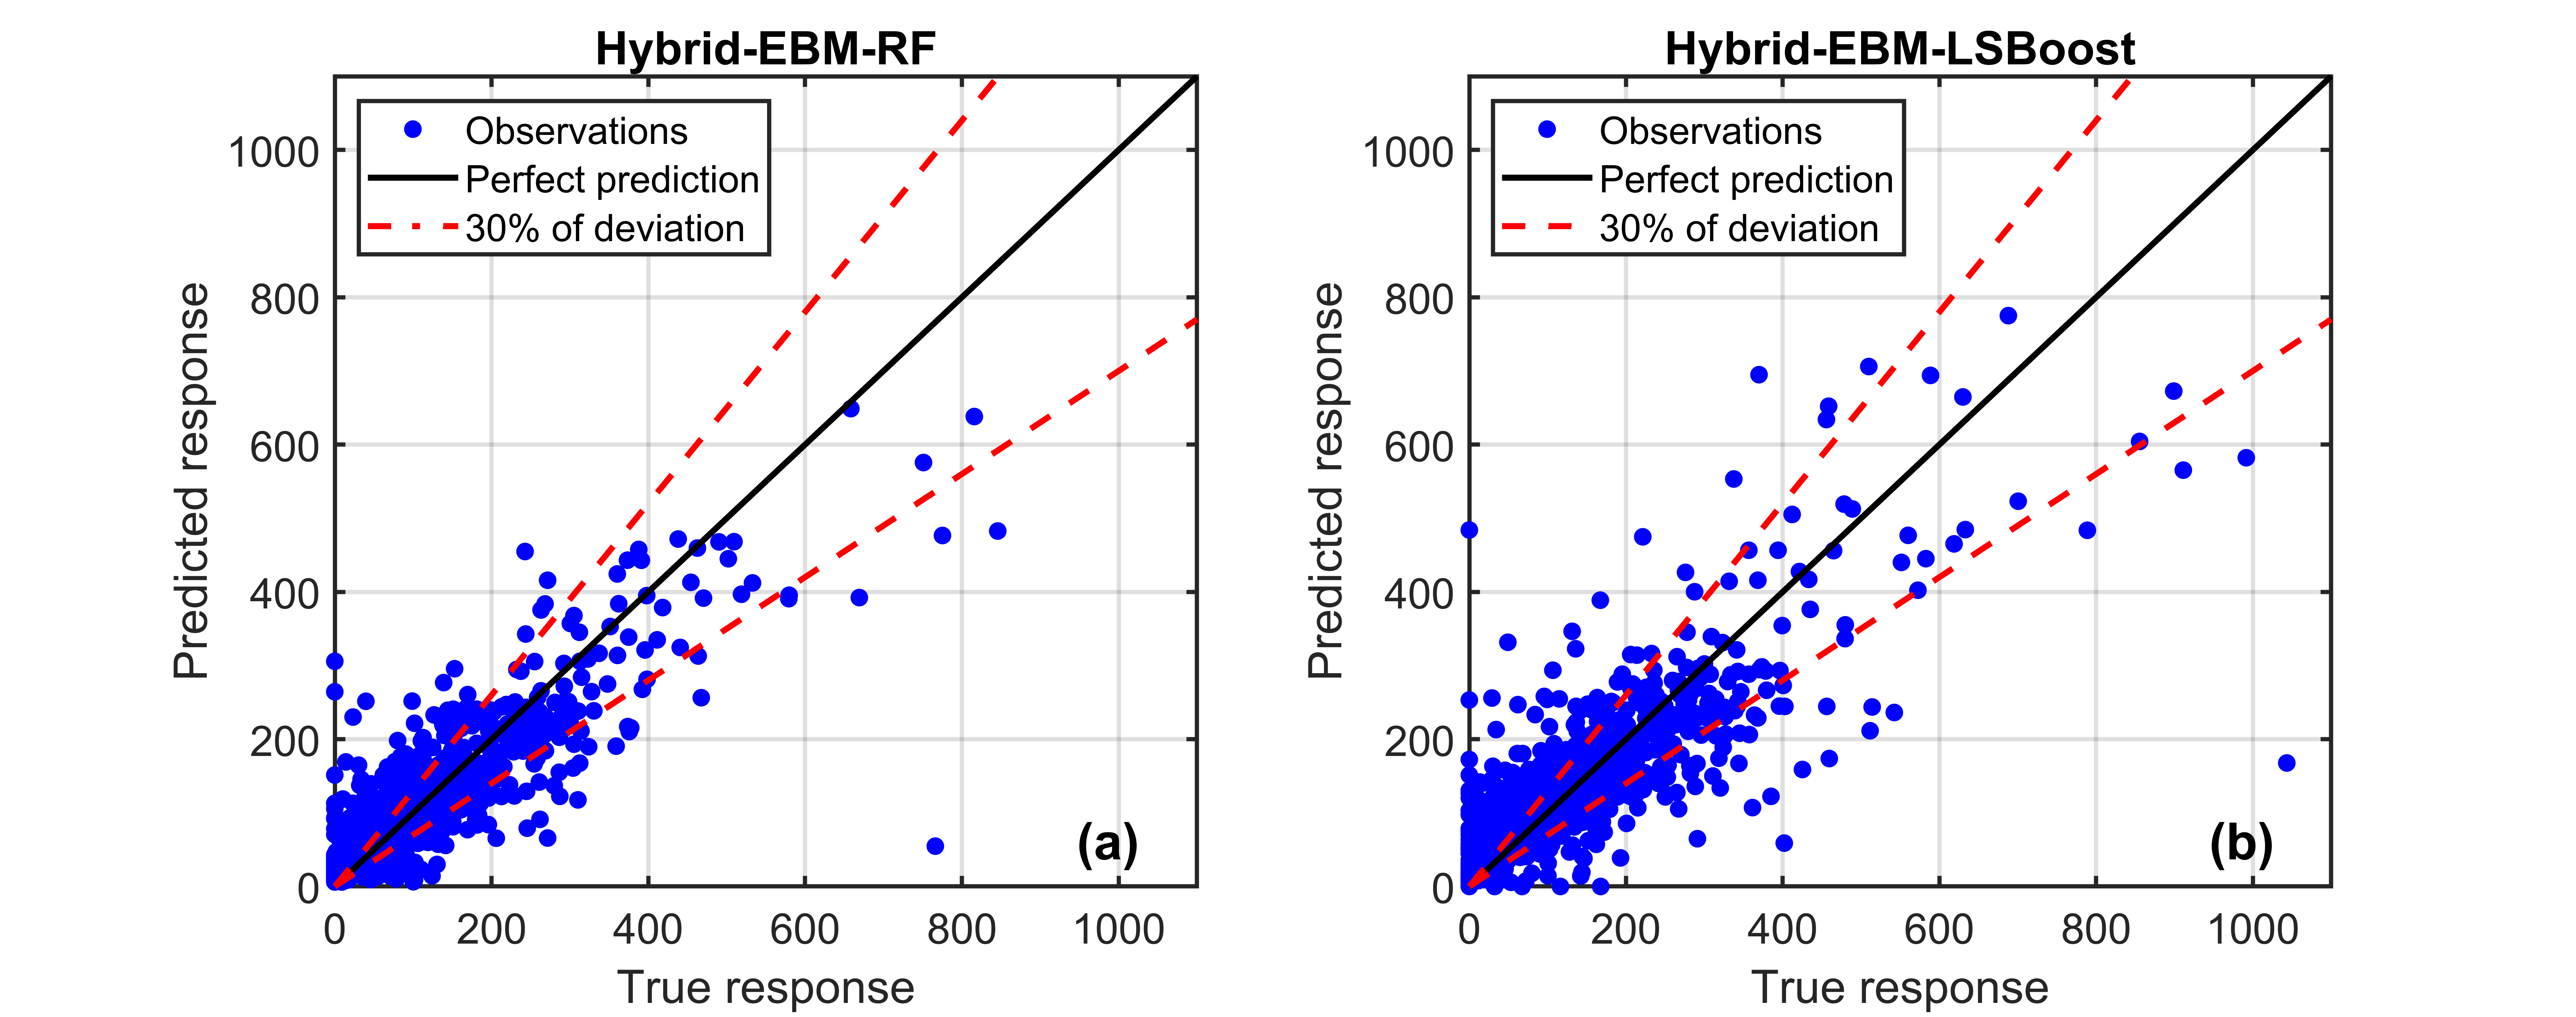 Hybrid-EBM-RF
Observations
Perfect prediction
30% of deviation
1000
800
600
400
200
0
0 200 400 600 800 1000
Predicted response
True response
(a)
Hybrid-EBM-LSBoost
Observations
Perfect prediction
30% of deviation
1000
800
600
400
200
0
0 200 400 600 800 1000
Predicted response
True response
(b)